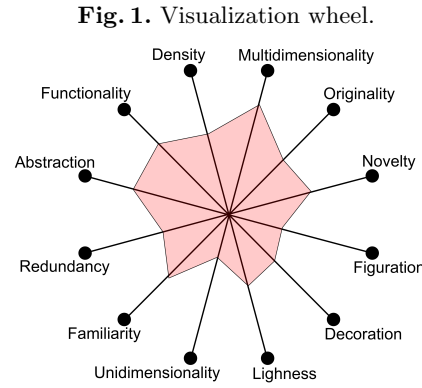 Fig. 1. Visualization wheel.
Density
Multidimensionality
Functionality
Originality
Abstraction
Novelty
Redundancy
Figuration
Familiarity
Decoration
Unidimensionality
Lighness